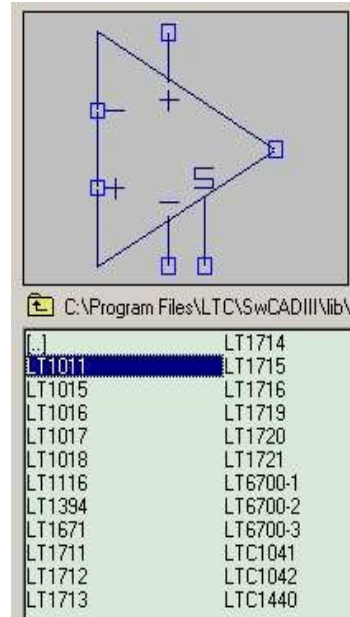 +
−
+
S
−
C:\Program Files\LTC\SwCADIII\lib\
[..]
LT1011
LT1015
LT1016
LT1017
LT1018
LT1116
LT1394
LT1671
LT1711
LT1712
LT1713
LT1714
LT1715
LT1716
LT1719
LT1720
LT1721
LT6700-1
LT6700-2
LT6700-3
LTC1041
LTC1042
LTC1440